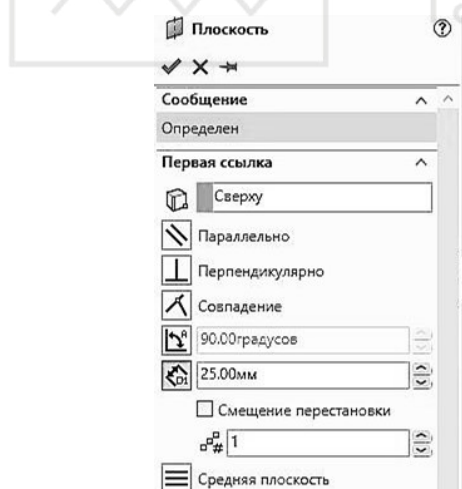 Плоскость
Сообщение
Определен
Первая ссылка
Сверху
Параллельно
Перпендикулярно
Совпадение
90.00градусов
25.00мм
Смещение перестановки
1
Средняя плоскость